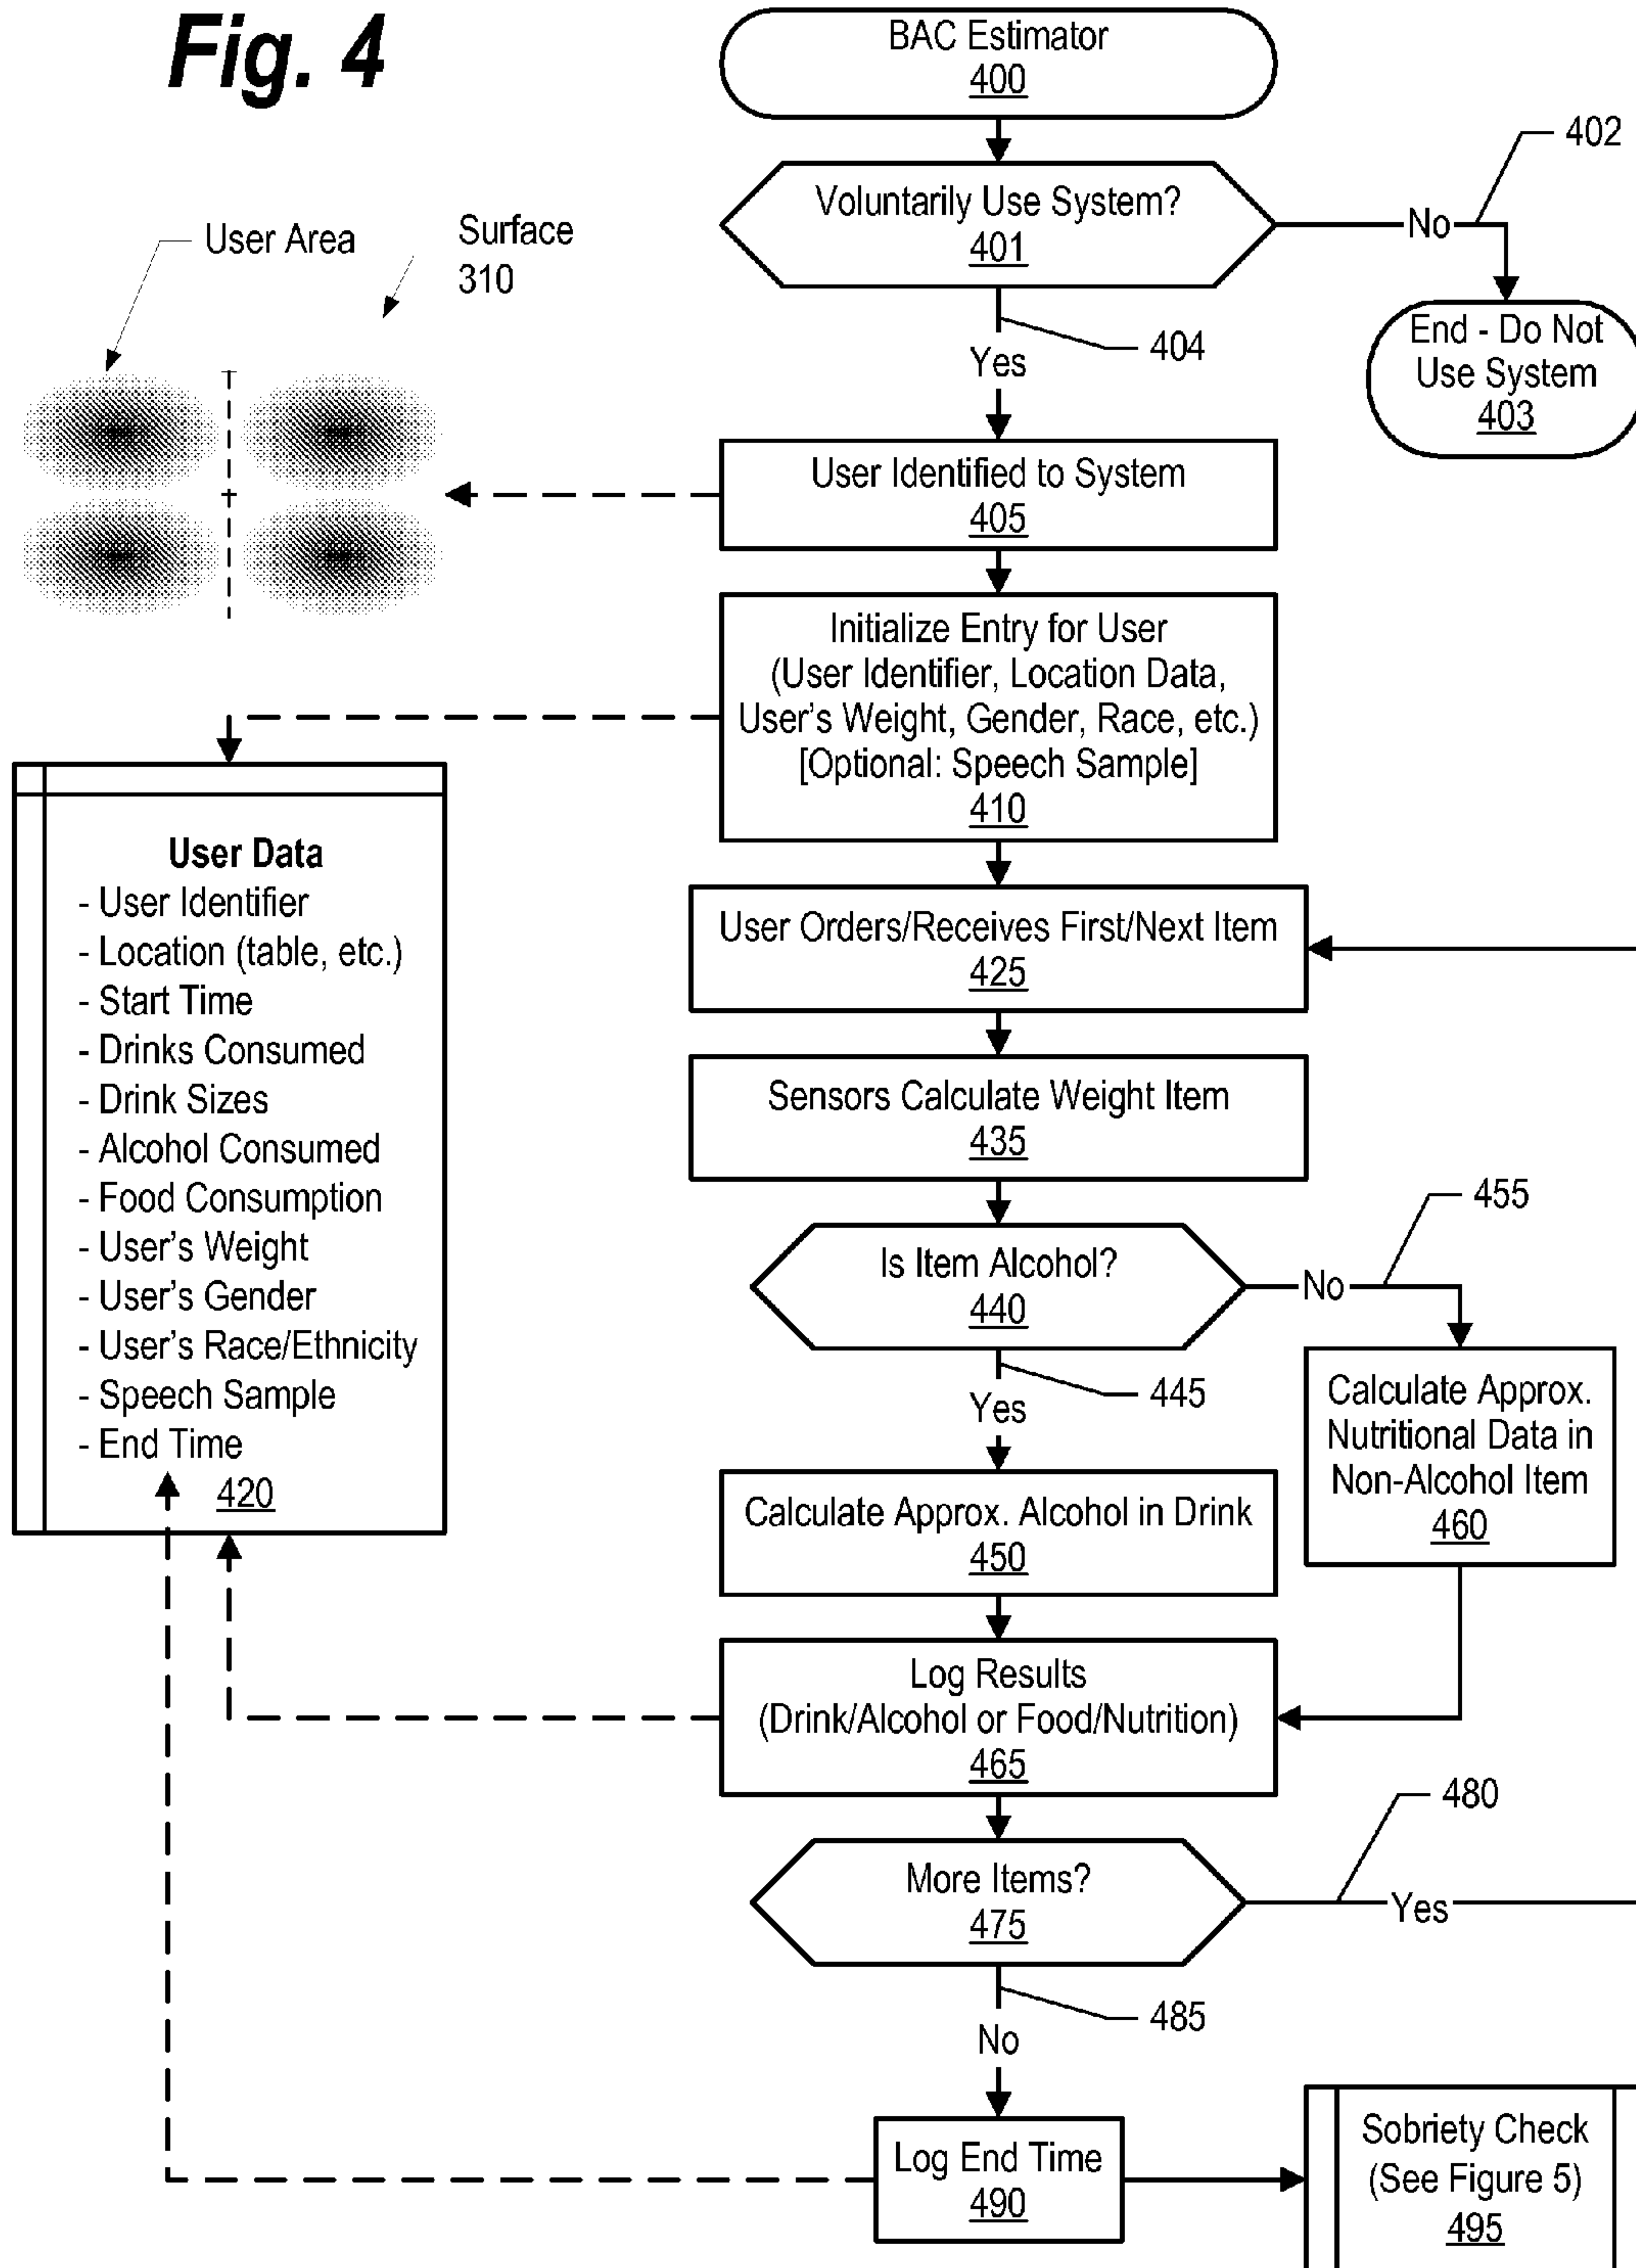 Fig. 4
BAC Estimator
400
Voluntarily Use System?
401
No
402
End - Do Not
Use System
403
404
Yes
User Area
Surface
310
User Identified to System
405
Initialize Entry for User
(User Identifier, Location Data,
User's Weight, Gender, Race, etc.)
[Optional: Speech Sample]
410
User Data
- User Identifier
- Location (table, etc.)
- Start Time
- Drinks Consumed
- Drink Sizes
- Alcohol Consumed
- Food Consumption
- User's Weight
- User's Gender
- User's Race/Ethnicity
- Speech Sample
- End Time
420
User Orders/Receives First/Next Item
425
Sensors Calculate Weight Item
435
Is Item Alcohol?
440
No
455
445
Yes
Calculate Approx.
Nutritional Data in
Non-Alcohol Item
460
Calculate Approx. Alcohol in Drink
450
Log Results
(Drink/Alcohol or Food/Nutrition)
465
More Items?
475
480
Yes
485
No
Log End Time
490
Sobriety Check
(See Figure 5)
495